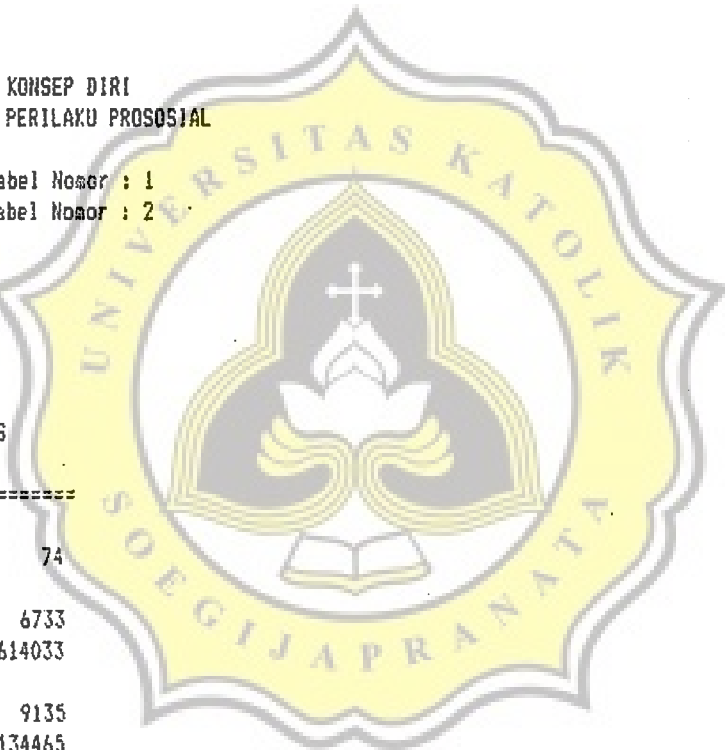 KONSEP DIRI
PERILAKU PROSOSIAL
abel Nomor : 1
abel Nomor : 2
UNIVERSITAS KATOLIK
S
=======
74
6733
614033
9135
134465
SOEGIJAPRANATA